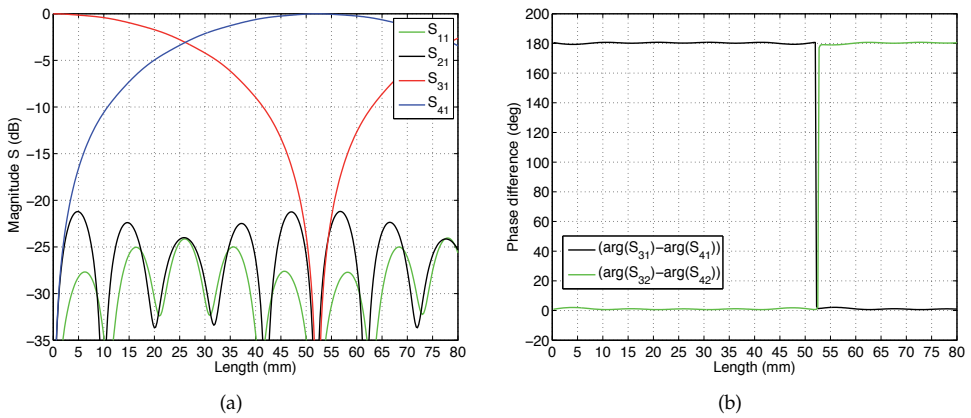 0
−5
−10
−15
−20
−25
−30
−35
Magnitude S (dB)
S11
S21
S31
S41
0 5 10 15 20 25 30 35 40 45 50 55 60 65 70 75 80
Length (mm)
(a)
200
180
160
140
120
100
80
60
40
20
0
−20
Phase difference (deg)
(arg(S31)−arg(S41))
(arg(S32)−arg(S42))
0 5 10 15 20 25 30 35 40 45 50 55 60 65 70 75 80
Length (mm)
(b)